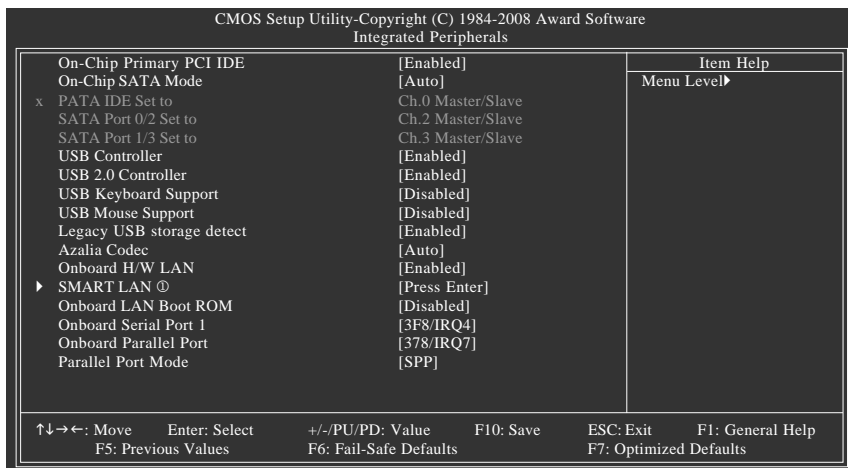 CMOS Setup Utility-Copyright (C) 1984-2008 Award Software
Integrated Peripherals
On-Chip Primary PCI IDE [Enabled] Item Help
On-Chip SATA Mode [Auto] Menu Level▶
x PATA IDE Set to Ch.0 Master/Slave
SATA Port 0/2 Set to Ch.2 Master/Slave
SATA Port 1/3 Set to Ch.3 Master/Slave
USB Controller [Enabled]
USB 2.0 Controller [Enabled]
USB Keyboard Support [Disabled]
USB Mouse Support [Disabled]
Legacy USB storage detect [Enabled]
Azalia Codec [Auto]
Onboard H/W LAN [Enabled]
▶ SMART LAN ① [Press Enter]
Onboard LAN Boot ROM [Disabled]
Onboard Serial Port 1 [3F8/IRQ4]
Onboard Parallel Port [378/IRQ7]
Parallel Port Mode [SPP]
↑↓→←: Move Enter: Select +/-/PU/PD: Value F10: Save ESC: Exit F1: General Help
F5: Previous Values F6: Fail-Safe Defaults F7: Optimized Defaults